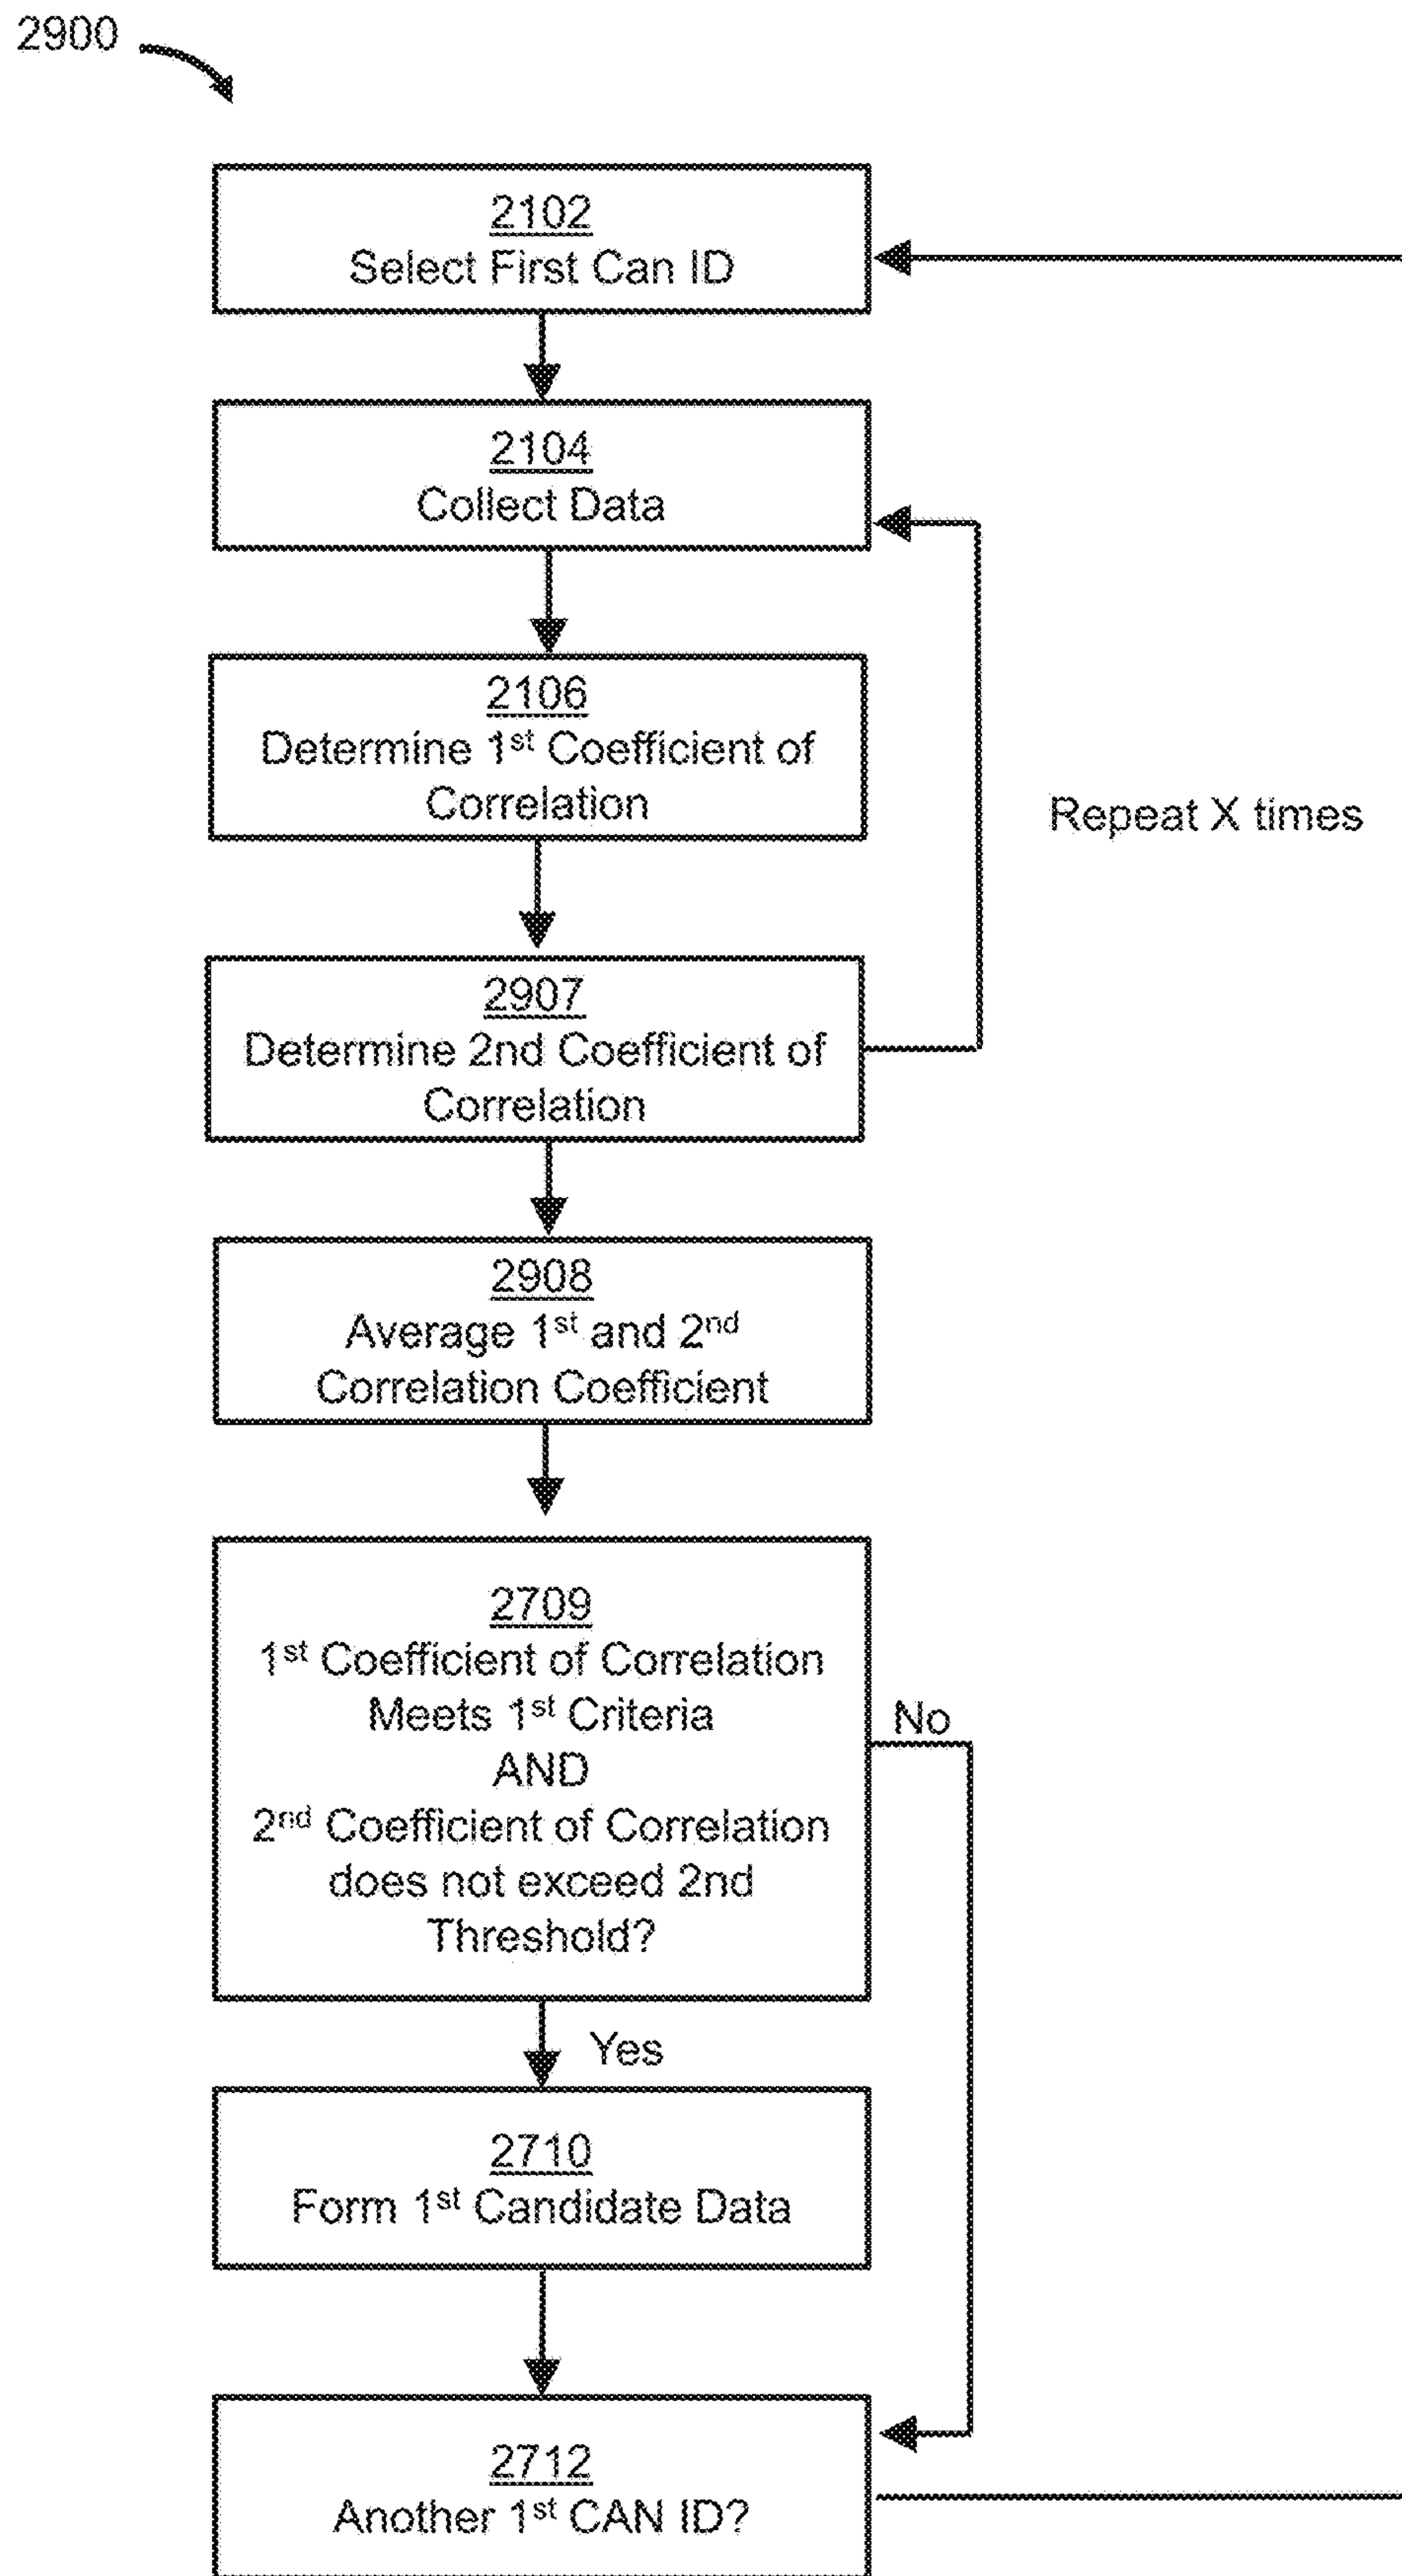 2900
2102
Select First Can ID
2104
Collect Data
2106
Determine 1st Coefficient of
Correlation
Repeat X times
2907
Determine 2nd Coefficient of
Correlation
2908
Average 1st and 2nd
Correlation Coefficient
2709
1st Coefficient of Correlation
Meets 1st Criteria
AND
2nd Coefficient of Correlation
does not exceed 2nd
Threshold?
No
Yes
2710
Form 1st Candidate Data
2712
Another 1st CAN ID?